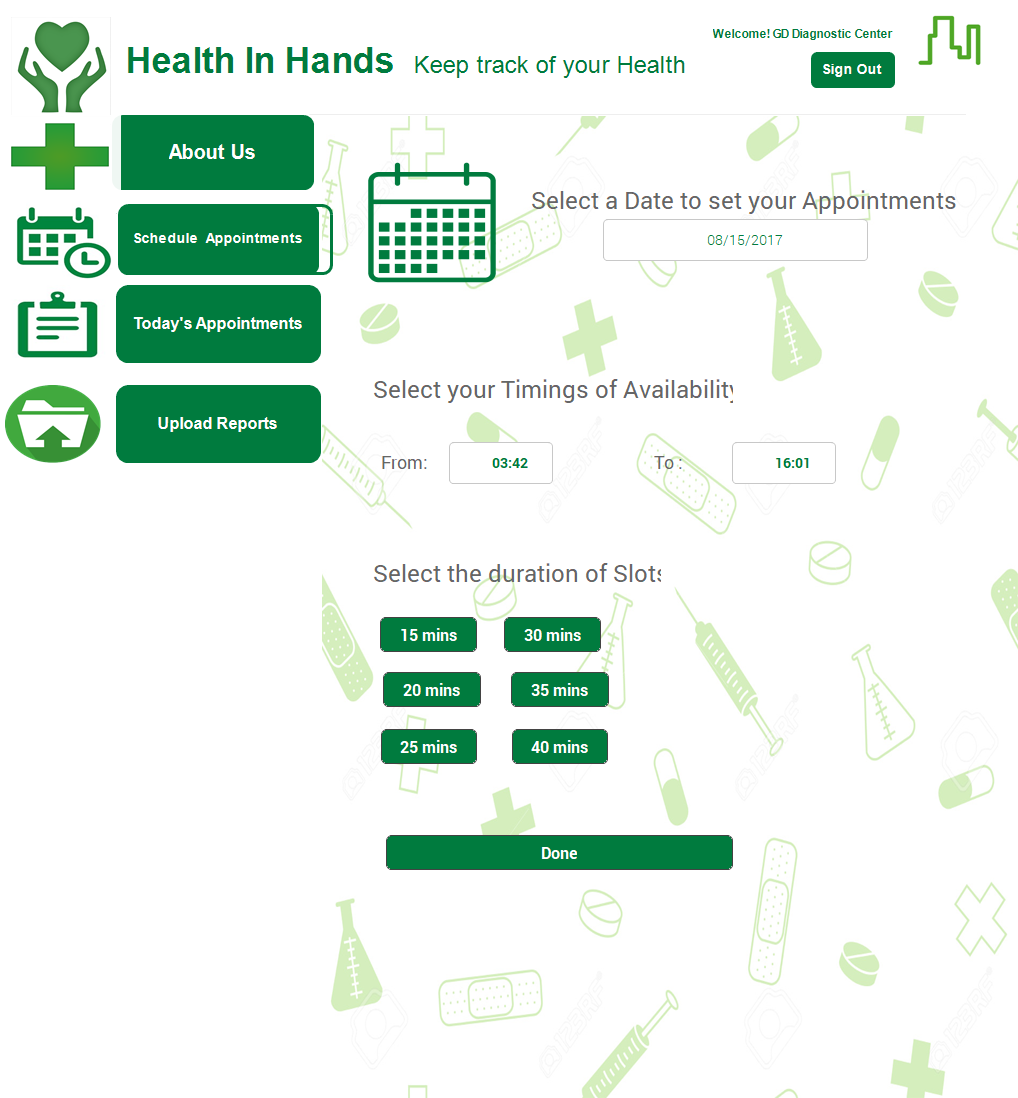 Health In Hands
Keep track of your Health
Welcome! GD Diagnostic Center
Sign Out
About Us
Schedule Appointments
Today's Appointments
Upload Reports
Select a Date to set your Appointments
08/15/2017
Select your Timings of Availability
From:
03:42
To :
16:01
Select the duration of Slots
15 mins
30 mins
20 mins
35 mins
25 mins
40 mins
Done